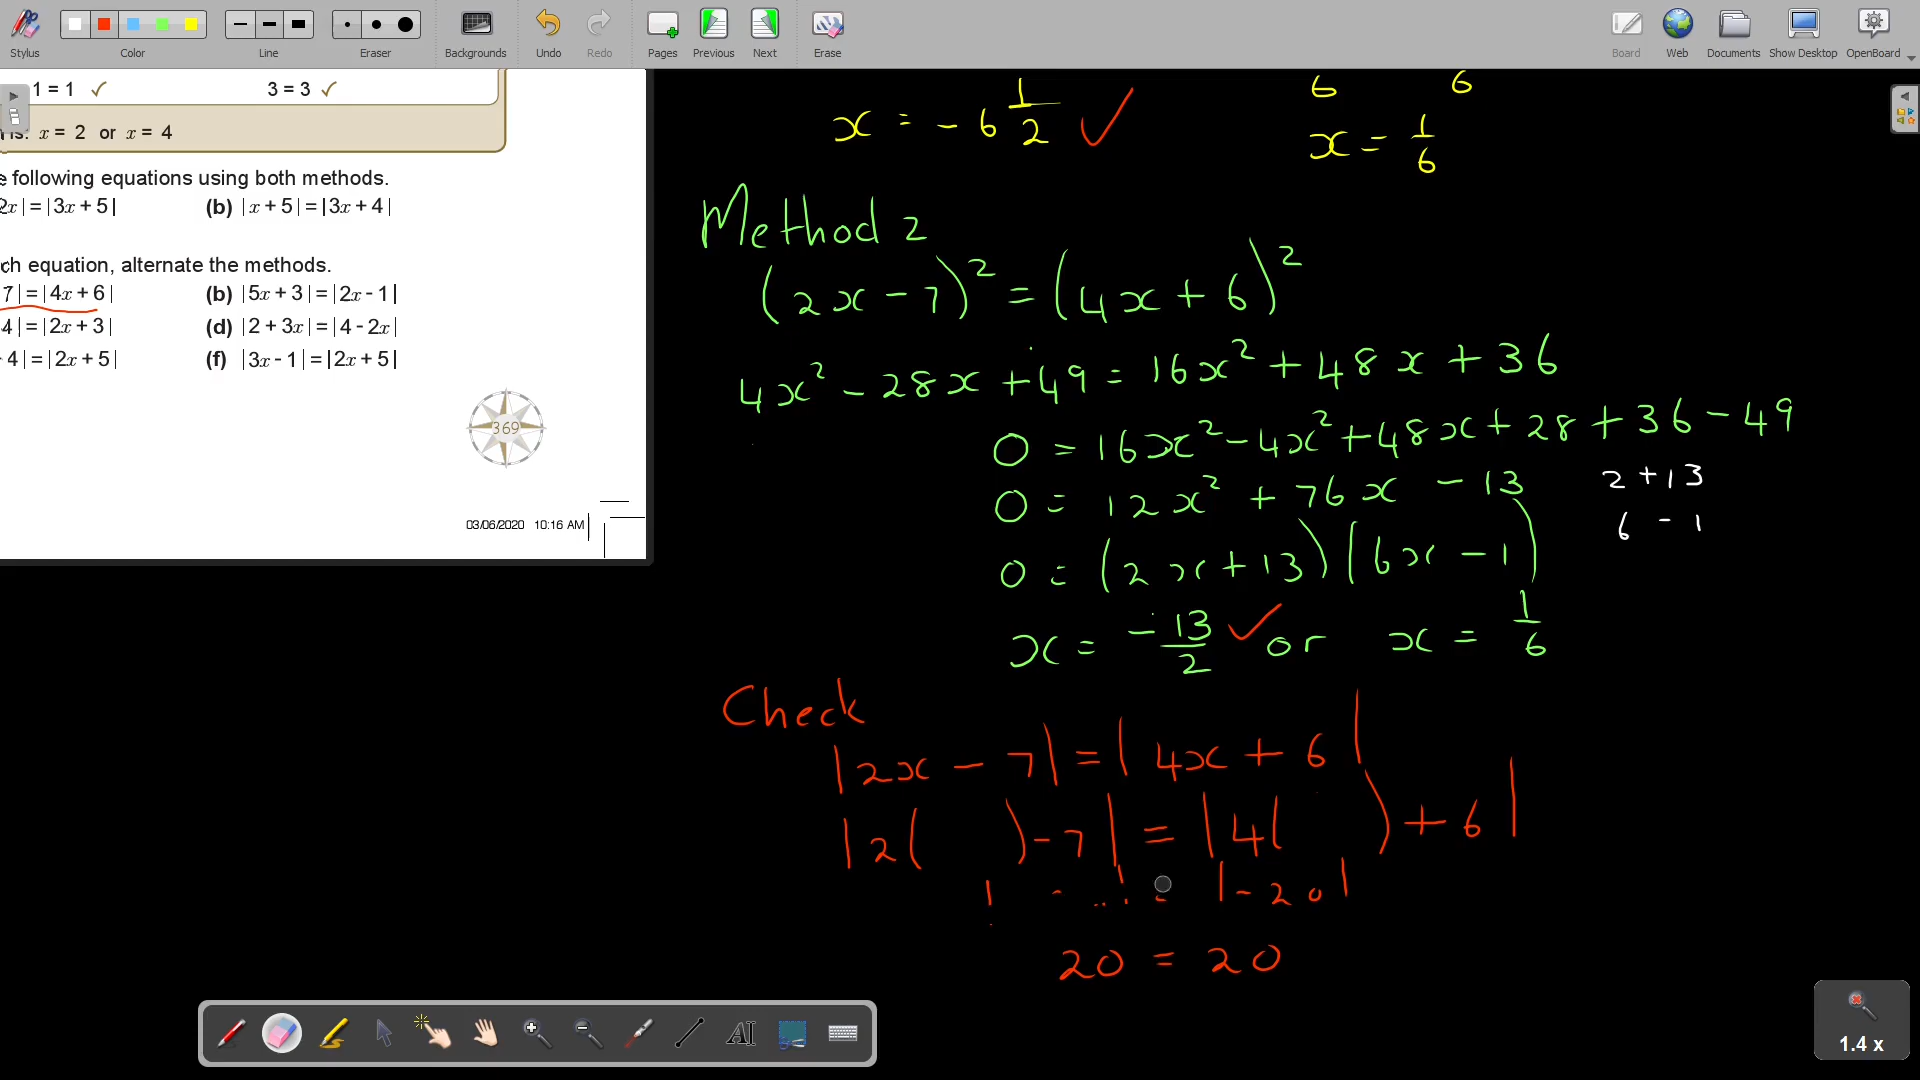 Stylus Color Line Eraser Backgrounds Undo Redo Pages Previous Next Erase Board Web Documents Show Desktop OpenBoard
1 = 1 ✓ 3 = 3 ✓
x = 2 or x = 4
following equations using both methods.
2x| = |3x + 5| (b) |x + 5| = |3x + 4|
ch equation, alternate the methods.
7| = |4x + 6| (b) |5x + 3| = |2x - 1|
4| = |2x + 3| (d) |2 + 3x| = |4 - 2x|
4| = |2x + 5| (f) |3x - 1| = |2x + 5|
369
03/06/2020 10:16 AM
6 6
x = - 6 1/2 ✓ x = 1/6
Method 2
(2x - 7)² = (4x + 6)²
4x² - 28x + 49 = 16x² + 48x + 36
0 = 16x² - 4x² + 48x + 28 + 36 - 49
0 = 12x² + 76x - 13
2 + 13
6 - 1
0 = (2x + 13)(6x - 1)
x = -13/2 ✓ or x = 1/6
Check
|2x - 7| = |4x + 6|
|2( ) - 7| = |4( ) + 6|
|-20|
20 = 20
1.4 x